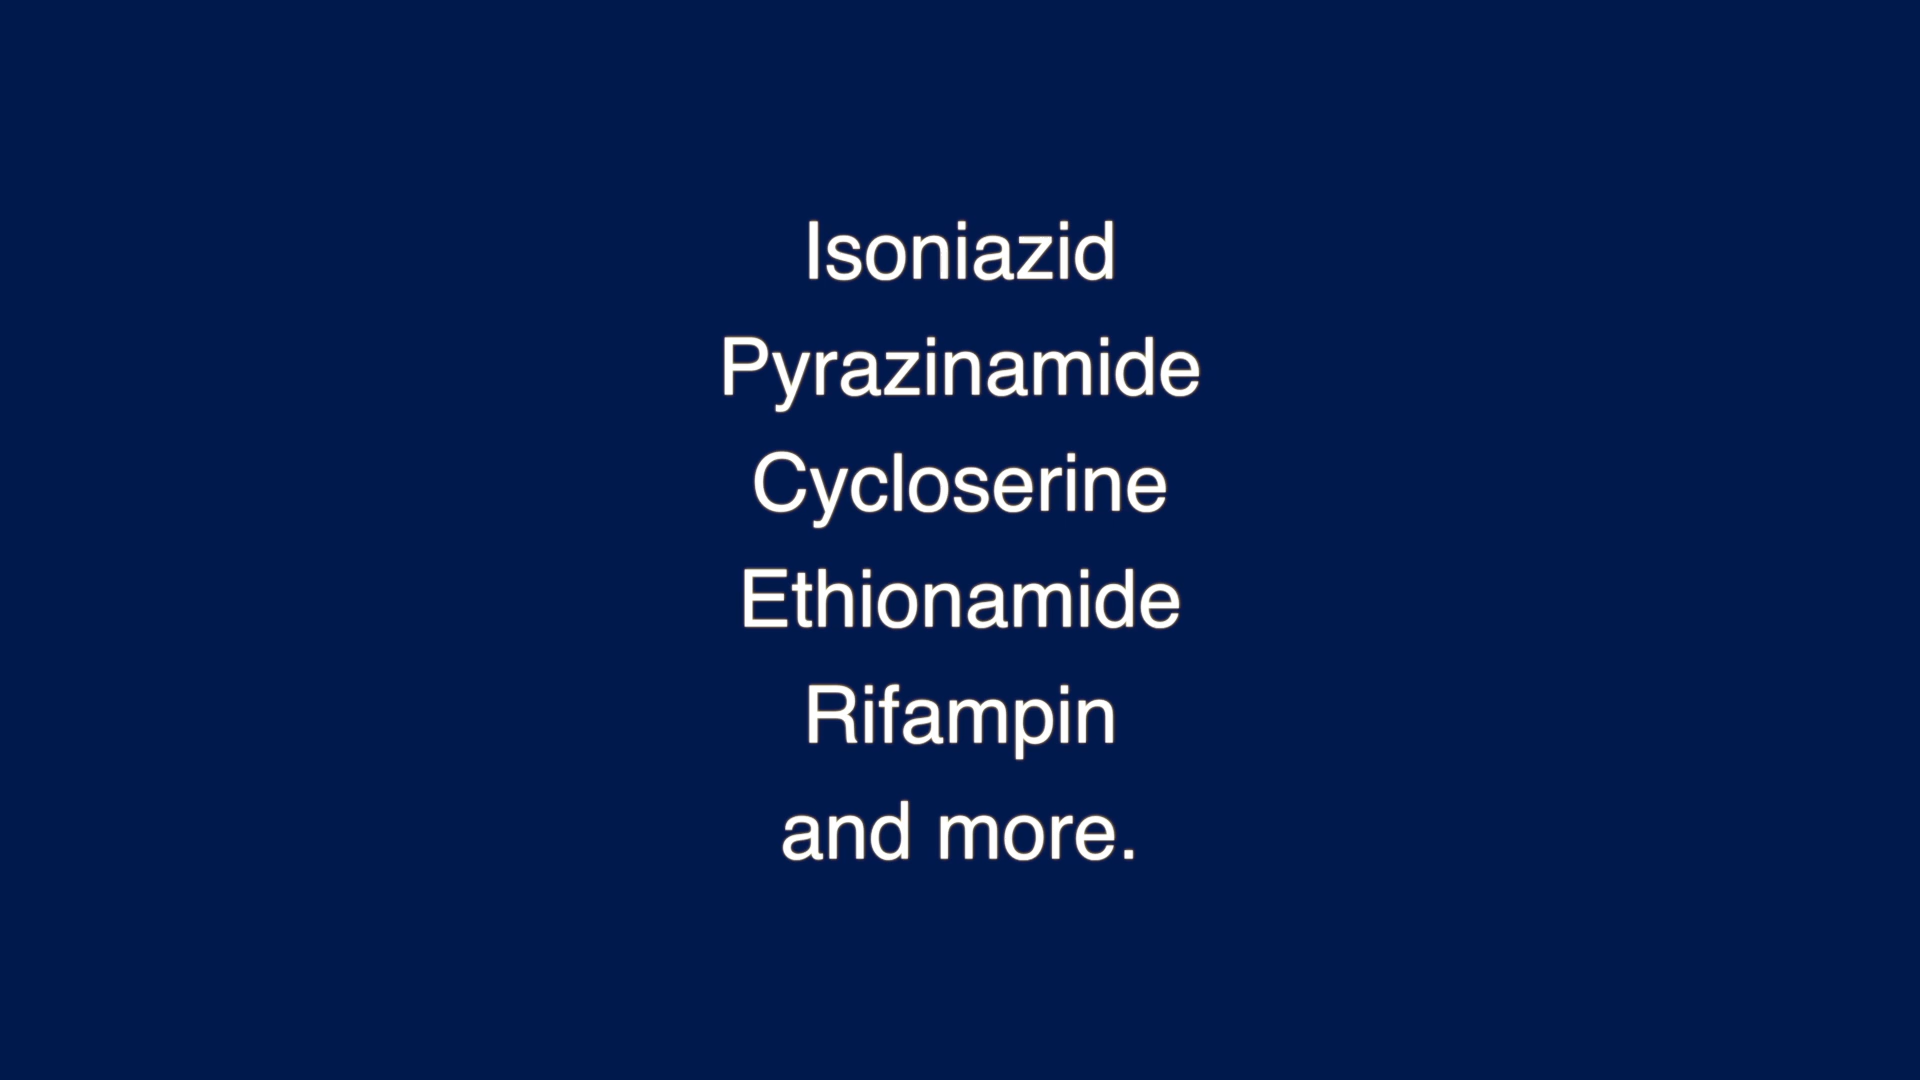 Isoniazid
Pyrazinamide
Cycloserine
Ethionamide
Rifampin
and more.